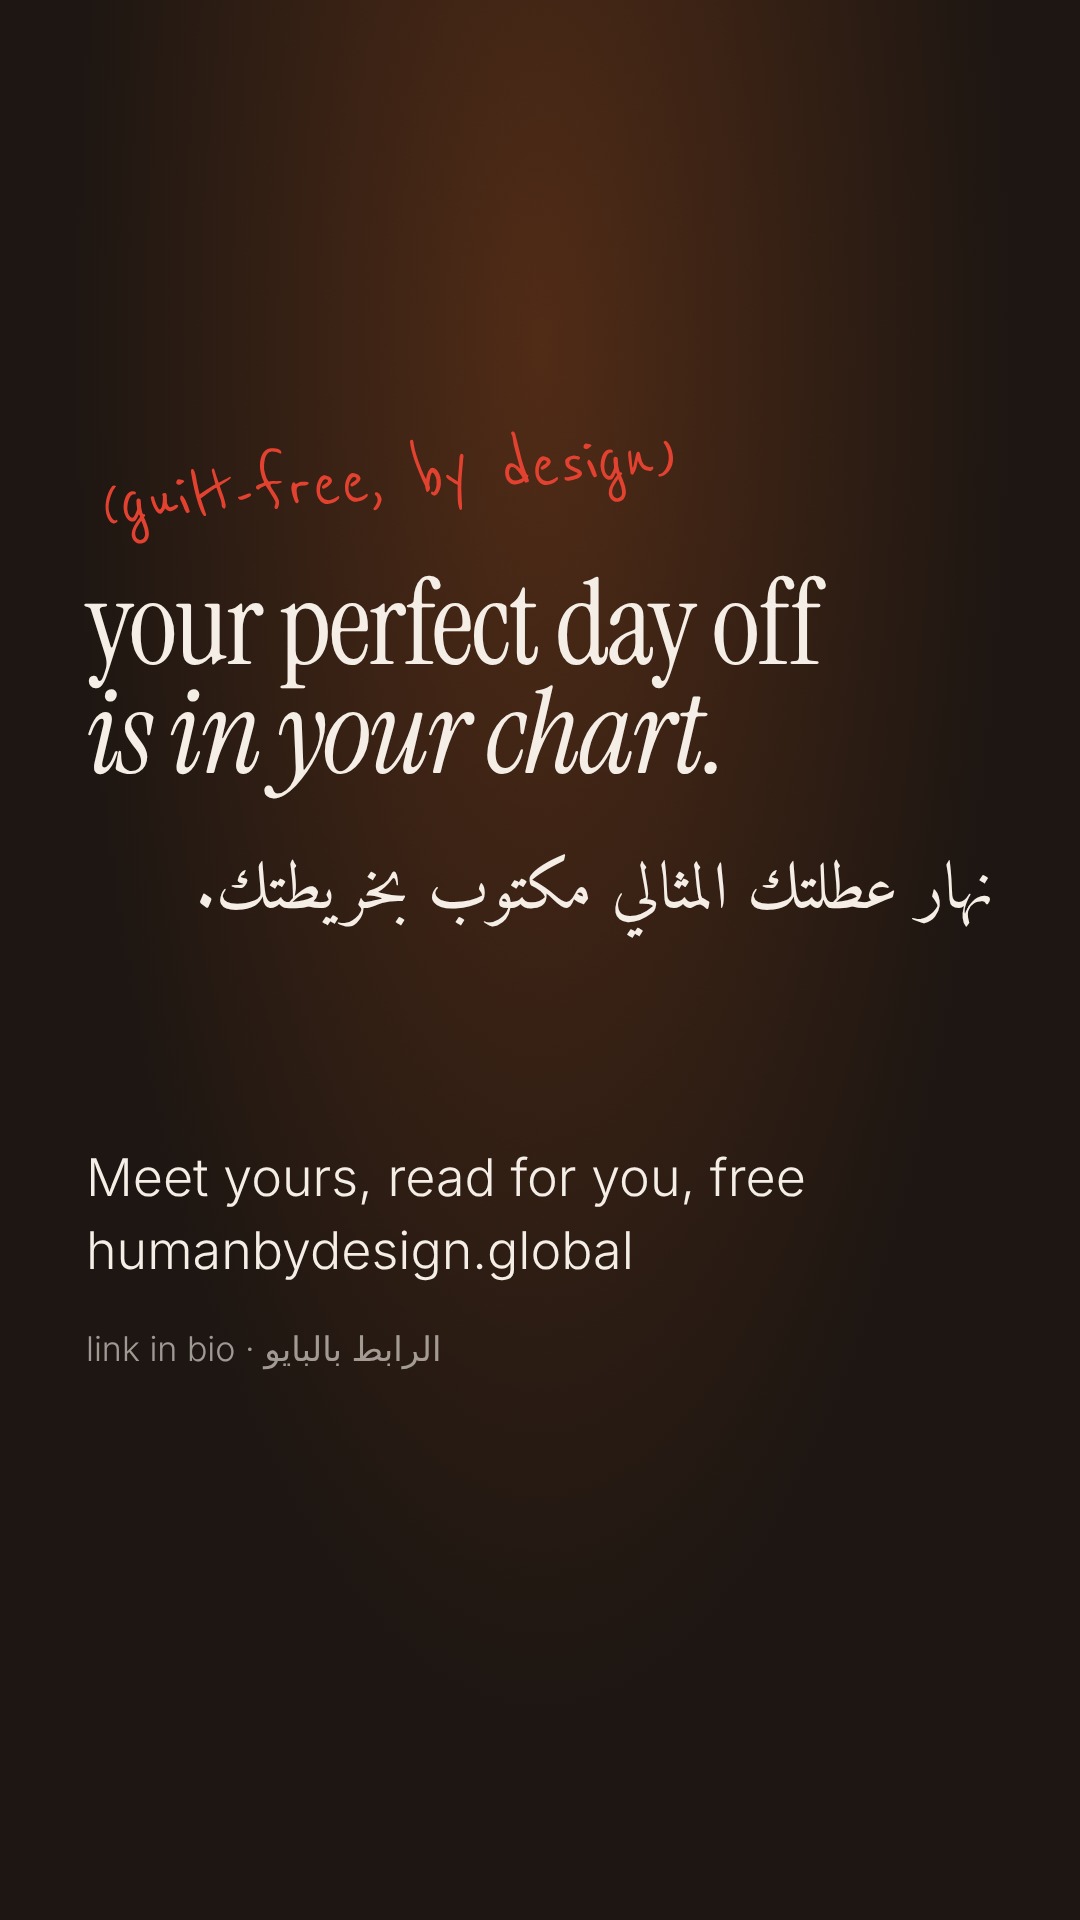 (guilt-free, by design)
your perfect day off
is in your chart.
نهار عطلتك المثالي مكتوب بخريطتك.
Meet yours, read for you, free
humanbydesign.global
link in bio · الرابط بالبايو